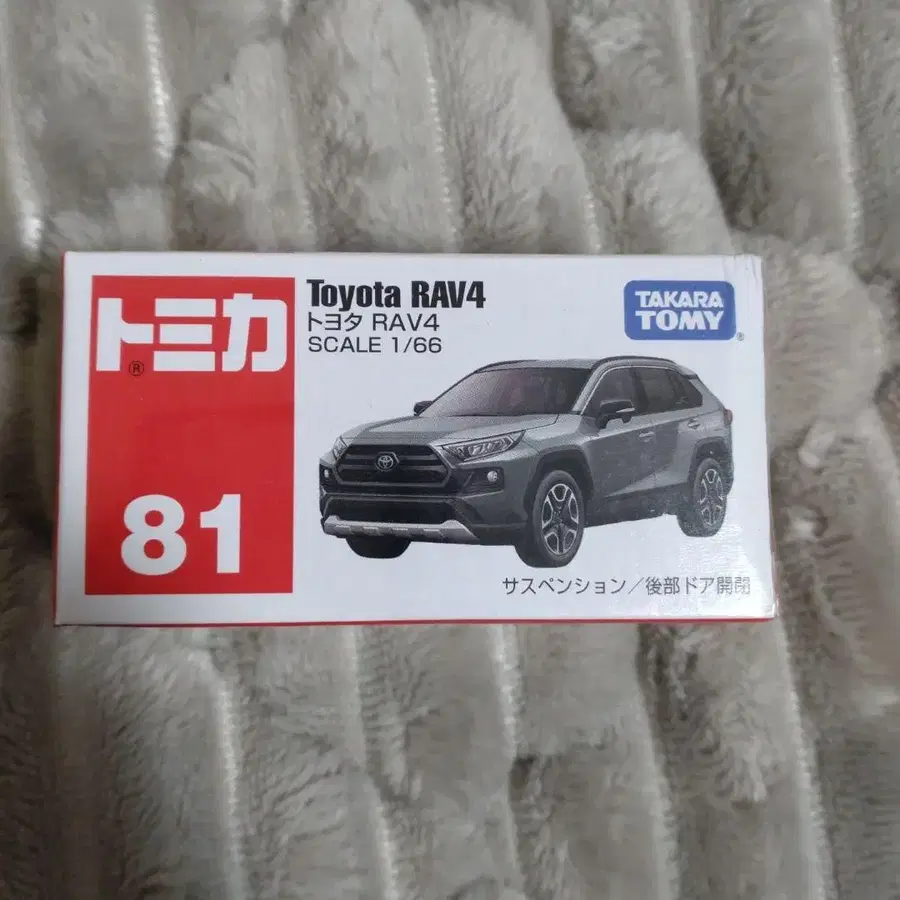 トミカ®
81
Toyota RAV4
トヨタ RAV4
SCALE 1/66
TAKARA
TOMY®
サスペンション／後部ドア開閉